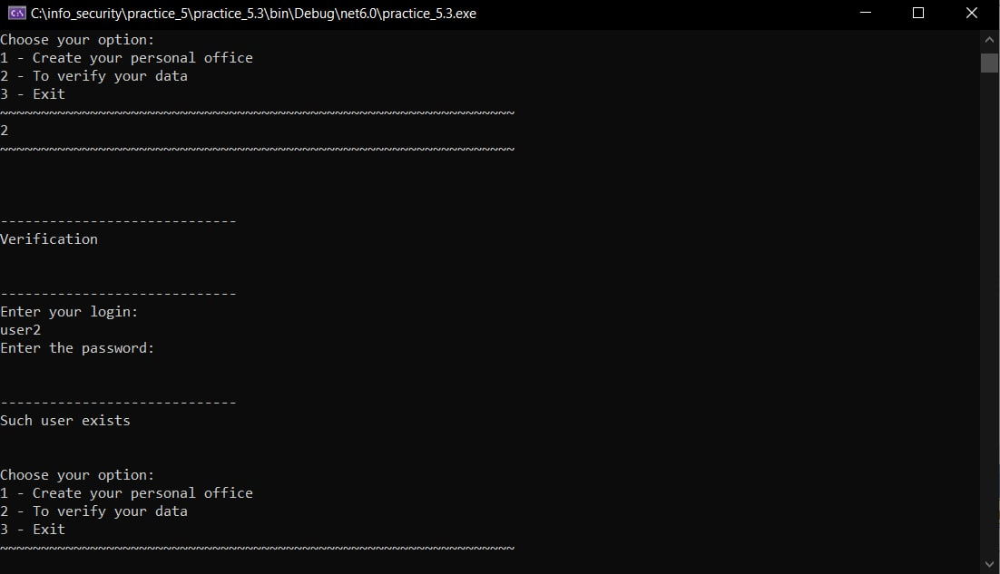 C:\info_security\practice_5\practice_5.3\bin\Debug\net6.0\practice_5.3.exe
Choose your option:
1 - Create your personal office
2 - To verify your data
3 - Exit
~~~~~~~~~~~~~~~~~~~~~~~~~~~~~~~~~~~~~~~~~~~~~~~~~~~~~~~~~~~~~~~
2
~~~~~~~~~~~~~~~~~~~~~~~~~~~~~~~~~~~~~~~~~~~~~~~~~~~~~~~~~~~~~~~
-----------------------------
Verification
-----------------------------
Enter your login:
user2
Enter the password:
-----------------------------
Such user exists
Choose your option:
1 - Create your personal office
2 - To verify your data
3 - Exit
~~~~~~~~~~~~~~~~~~~~~~~~~~~~~~~~~~~~~~~~~~~~~~~~~~~~~~~~~~~~~~~